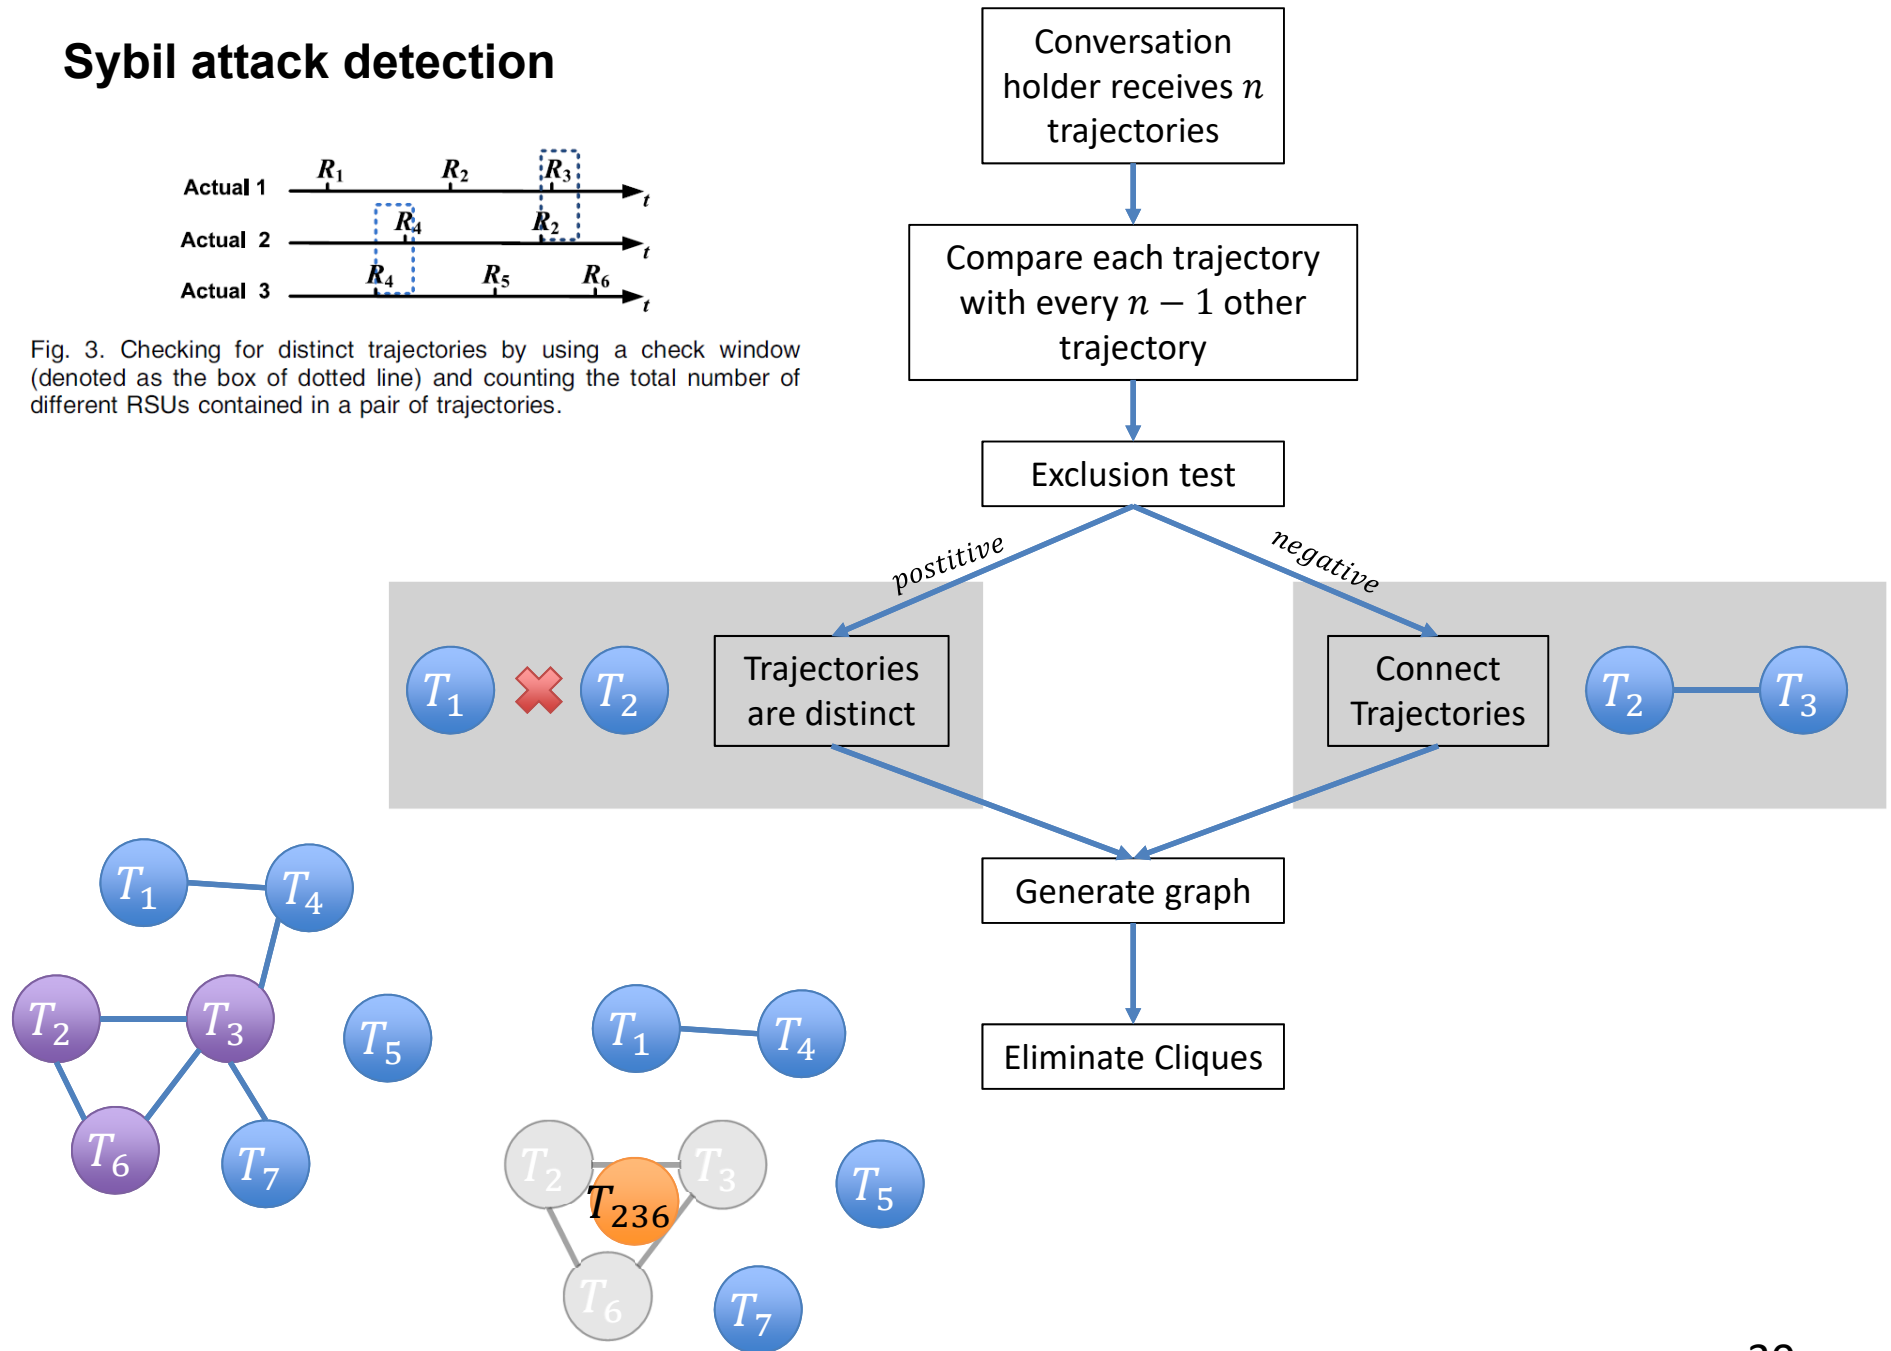 Sybil attack detection
Actual 1
R1
R2
R3
t
Actual 2
R4
R2
t
Actual 3
R4
R5
R6
t
Fig. 3. Checking for distinct trajectories by using a check window
(denoted as the box of dotted line) and counting the total number of
different RSUs contained in a pair of trajectories.
Conversation
holder receives n
trajectories
Compare each trajectory
with every n − 1 other
trajectory
Exclusion test
postitive
negative
T1
T2
Trajectories
are distinct
Connect
Trajectories
T2
T3
Generate graph
Eliminate Cliques
T1
T4
T2
T3
T5
T6
T7
T1
T4
T2
T3
T236
T5
T6
T7